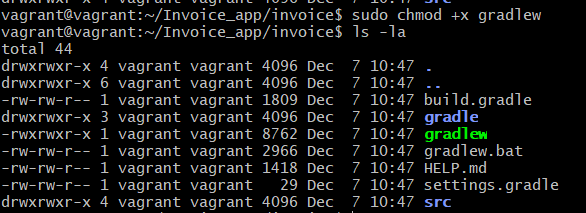 vagrant@vagrant:~/Invoice_app/invoice$ sudo chmod +x gradlew
vagrant@vagrant:~/Invoice_app/invoice$ ls -la
total 44
drwxrwxr-x 4 vagrant vagrant 4096 Dec  7 10:47 .
drwxrwxr-x 6 vagrant vagrant 4096 Dec  7 10:47 ..
-rw-rw-r-- 1 vagrant vagrant 1809 Dec  7 10:47 build.gradle
drwxrwxr-x 3 vagrant vagrant 4096 Dec  7 10:47 gradle
-rwxrwxr-x 1 vagrant vagrant 8762 Dec  7 10:47 gradlew
-rw-rw-r-- 1 vagrant vagrant 2966 Dec  7 10:47 gradlew.bat
-rw-rw-r-- 1 vagrant vagrant 1418 Dec  7 10:47 HELP.md
-rw-rw-r-- 1 vagrant vagrant   29 Dec  7 10:47 settings.gradle
drwxrwxr-x 4 vagrant vagrant 4096 Dec  7 10:47 src